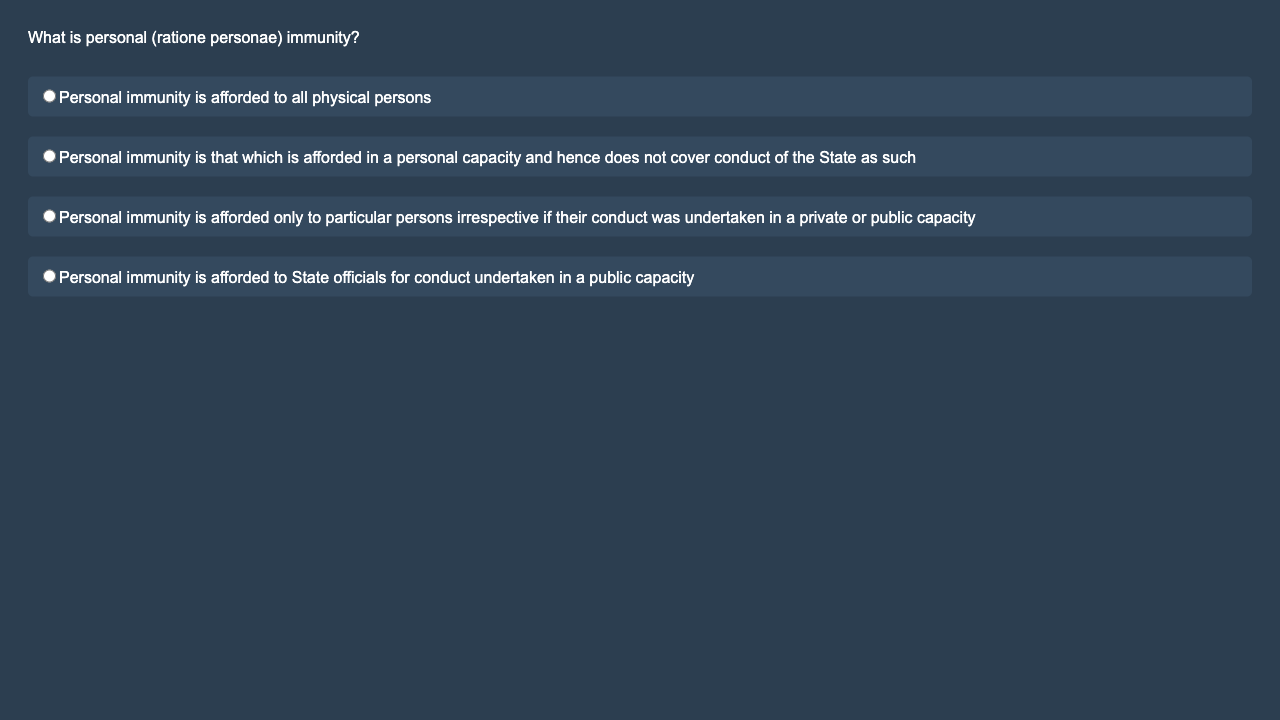 What is personal (ratione personae) immunity?
Personal immunity is afforded to all physical persons
Personal immunity is that which is afforded in a personal capacity and hence does not cover conduct of the State as such
Personal immunity is afforded only to particular persons irrespective if their conduct was undertaken in a private or public capacity
Personal immunity is afforded to State officials for conduct undertaken in a public capacity